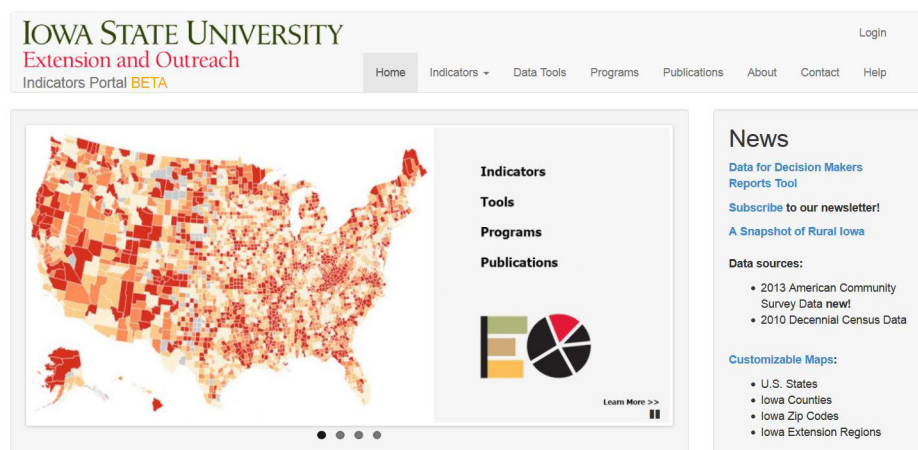 IOWA STATE UNIVERSITY
Extension and Outreach
Indicators Portal BETA
Login
Home Indicators Data Tools Programs Publications About Contact Help
Indicators
Tools
Programs
Publications
Learn More >>
News
Data for Decision Makers
Reports Tool
Subscribe to our newsletter!
A Snapshot of Rural Iowa
Data sources:
• 2013 American Community
Survey Data new!
• 2010 Decennial Census Data
Customizable Maps:
• U.S. States
• Iowa Counties
• Iowa Zip Codes
• Iowa Extension Regions